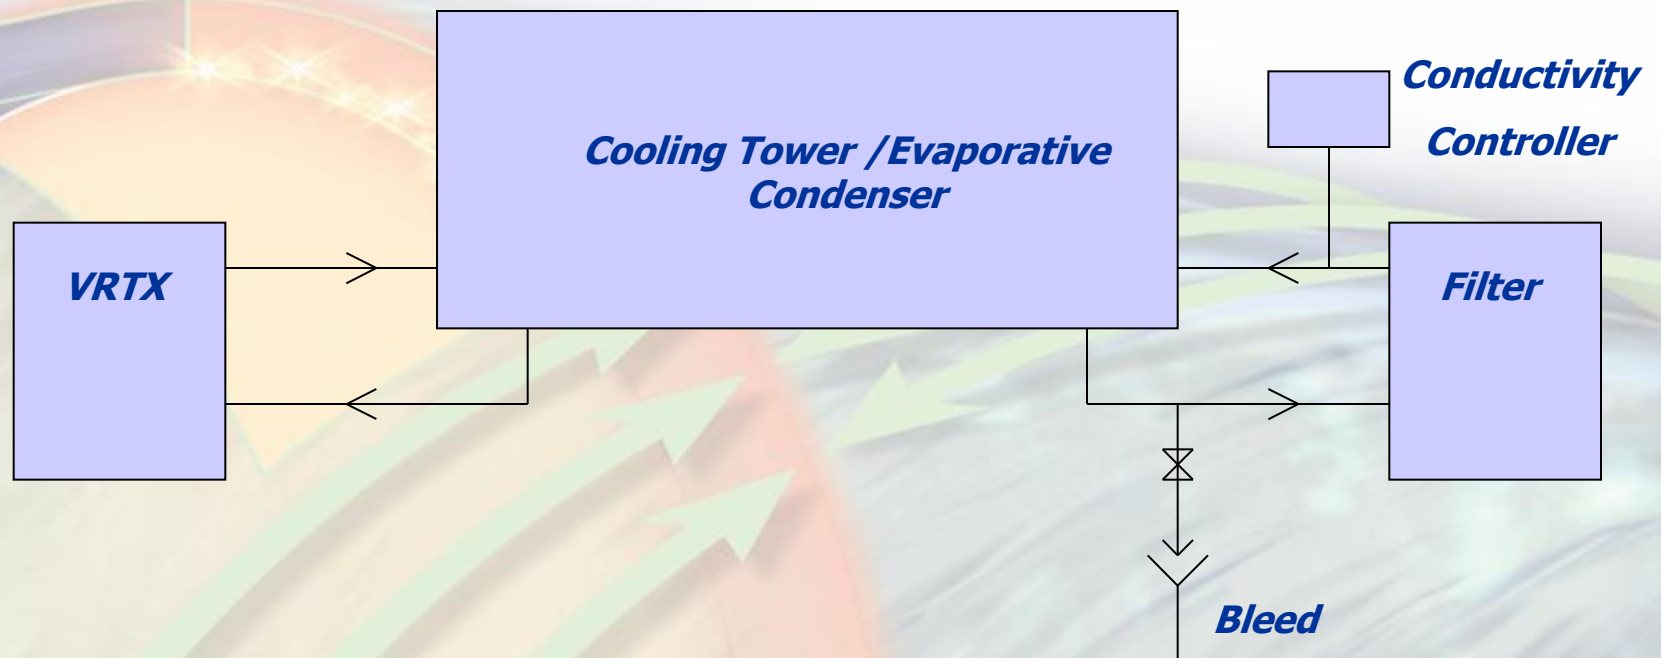 Conductivity
Controller
Cooling Tower /Evaporative
Condenser
VRTX
Filter
Bleed